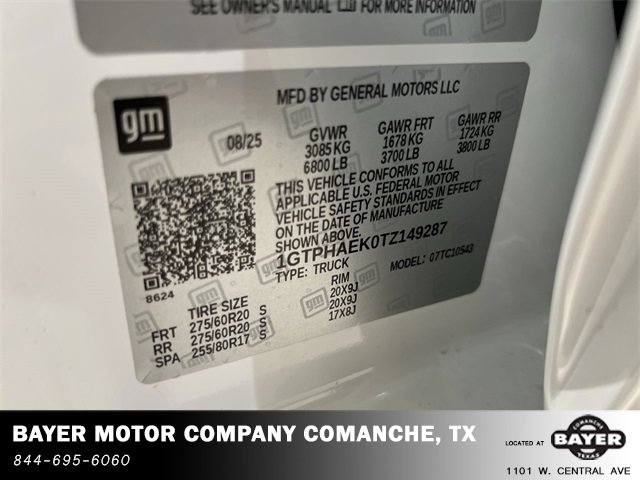 SEE OWNER'S MANUAL FOR MORE INFORMATION
MFD BY GENERAL MOTORS LLC
gm
08/25 GVWR GAWR FRT GAWR RR
3085 KG 1678 KG 1724 KG
6800 LB 3700 LB 3800 LB
THIS VEHICLE CONFORMS TO ALL
APPLICABLE U.S. FEDERAL MOTOR
VEHICLE SAFETY STANDARDS IN EFFECT
ON THE DATE OF MANUFACTURE
SHOWN ABOVE.
1GTPHAEK0TZ149287
TYPE: TRUCK MODEL: 07TC10543
8624
TIRE SIZE RIM
FRT 275/60R20 S 20X9J
RR 275/60R20 S 20X9J
SPA 255/80R17 S 17X8J
BAYER MOTOR COMPANY COMANCHE, TX
844-695-6060
LOCATED AT
COMANCHE
BAYER
TEXAS
1101 W. CENTRAL AVE